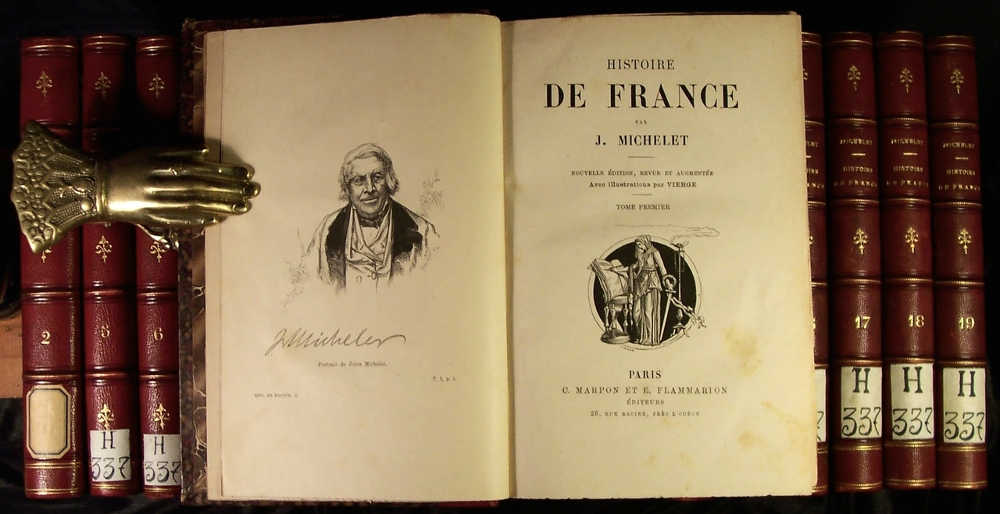 2
5
H
337
6
H
337
J Michelet
Portrait de Jules Michelet.
T. I, p. 1.
HIST. DE FRANCE, I.
HISTOIRE
DE FRANCE
PAR
J. MICHELET
NOUVELLE ÉDITION, REVUE ET AUGMENTÉE
Avec illustrations par VIERGE
TOME PREMIER
PARIS
C. MARPON ET E. FLAMMARION
ÉDITEURS
26, RUE RACINE, PRÈS L'ODÉON
MICHELET
HISTOIRE
DE FRANCE
17
H
337
MICHELET
HISTOIRE
DE FRANCE
18
H
337
MICHELET
HISTOIRE
DE FRANCE
19
H
337